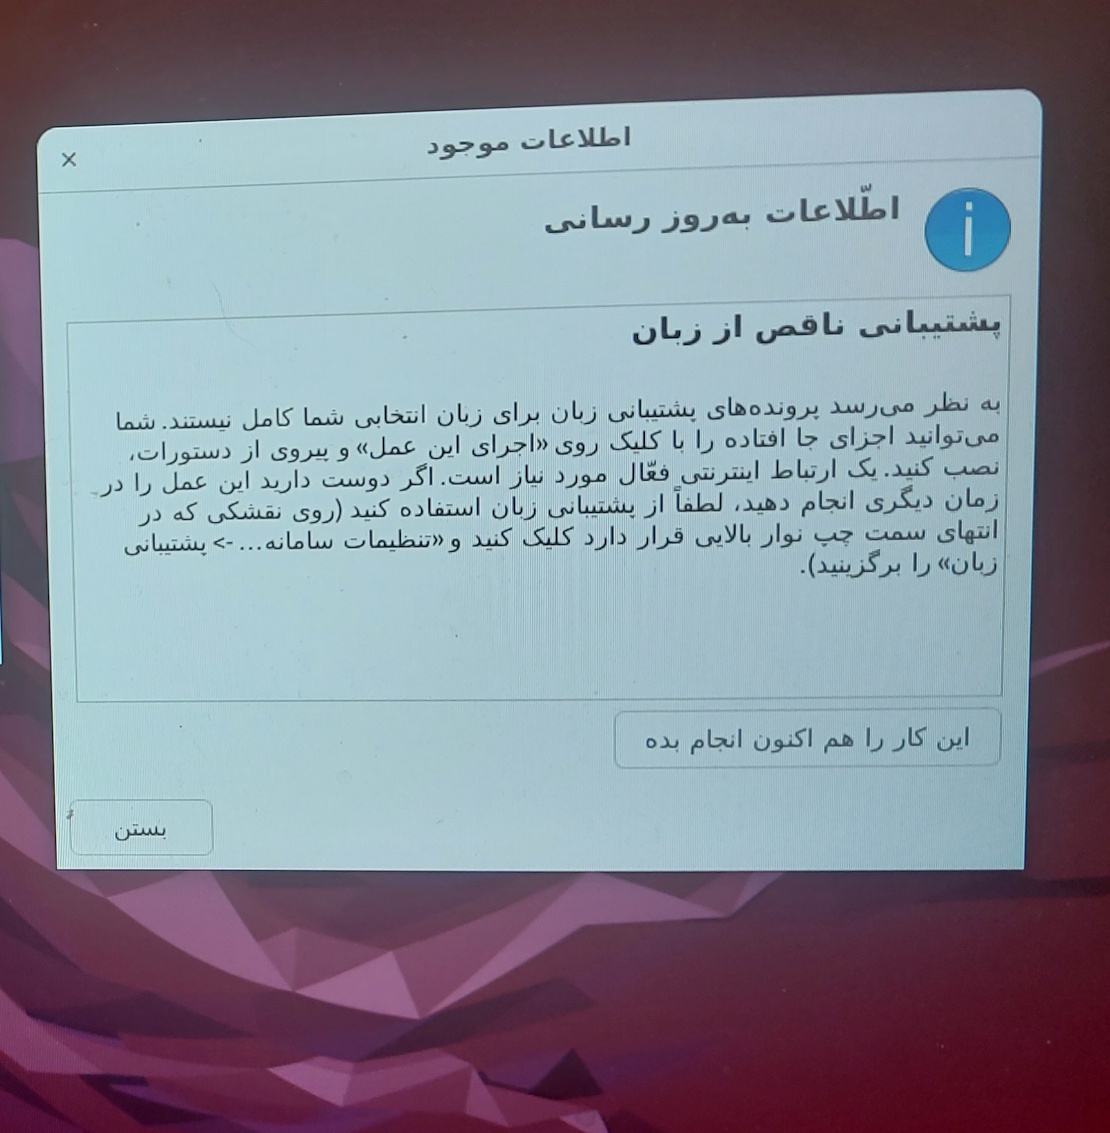 اطلاعات موجود
اطّلاعات به‌روز رسانی
پشتیبانی ناقص از زبان
به نظر می‌رسد پرونده‌های پشتیبانی زبان برای زبان انتخابی شما کامل نیستند. شما
می‌توانید اجزای جا افتاده را با کلیک روی «اجرای این عمل» و پیروی از دستورات،
نصب کنید. یک ارتباط اینترنتی فعّال مورد نیاز است. اگر دوست دارید این عمل را در
زمان دیگری انجام دهید، لطفاً از پشتیبانی زبان استفاده کنید (روی نقشکی که در
انتهای سمت چپ نوار بالایی قرار دارد کلیک کنید و «تنظیمات سامانه... -> پشتیبانی
زبان» را برگزینید).
این کار را هم اکنون انجام بده
بستن